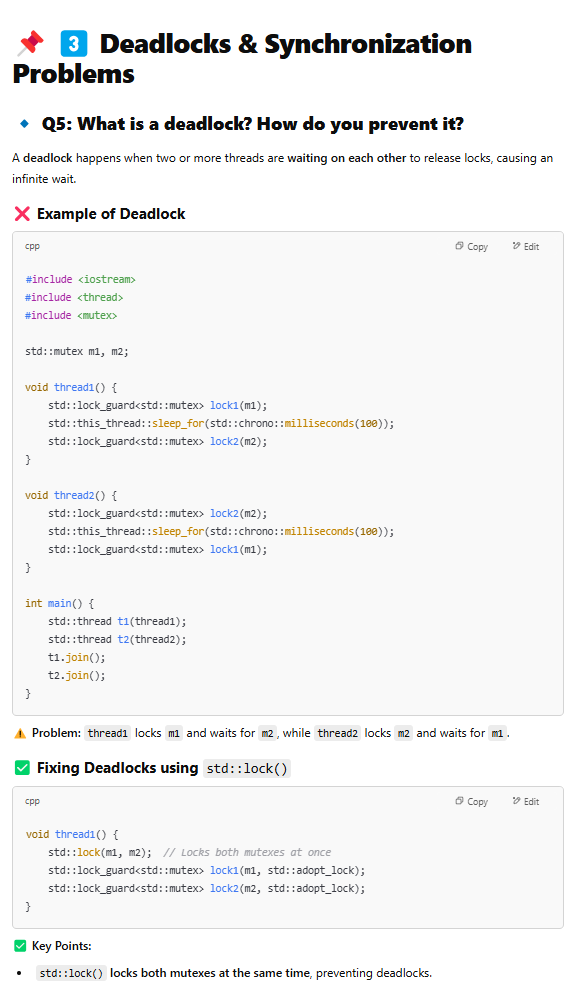 📌 3️⃣ Deadlocks & Synchronization
Problems
🔹 Q5: What is a deadlock? How do you prevent it?
A deadlock happens when two or more threads are waiting on each other to release locks, causing an
infinite wait.
❌ Example of Deadlock
cpp Copy Edit
#include <iostream>
#include <thread>
#include <mutex>

std::mutex m1, m2;

void thread1() {
    std::lock_guard<std::mutex> lock1(m1);
    std::this_thread::sleep_for(std::chrono::milliseconds(100));
    std::lock_guard<std::mutex> lock2(m2);
}

void thread2() {
    std::lock_guard<std::mutex> lock2(m2);
    std::this_thread::sleep_for(std::chrono::milliseconds(100));
    std::lock_guard<std::mutex> lock1(m1);
}

int main() {
    std::thread t1(thread1);
    std::thread t2(thread2);
    t1.join();
    t2.join();
}
⚠️ Problem: thread1 locks m1 and waits for m2, while thread2 locks m2 and waits for m1.
✅ Fixing Deadlocks using std::lock()
cpp Copy Edit
void thread1() {
    std::lock(m1, m2);  // Locks both mutexes at once
    std::lock_guard<std::mutex> lock1(m1, std::adopt_lock);
    std::lock_guard<std::mutex> lock2(m2, std::adopt_lock);
}
✅ Key Points:
• std::lock() locks both mutexes at the same time, preventing deadlocks.